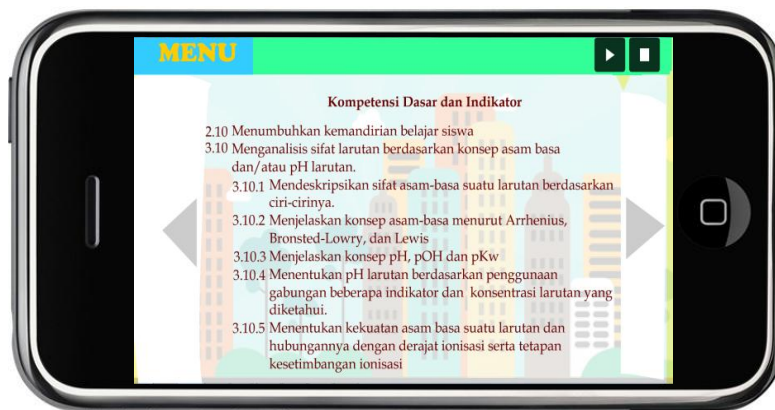 MENU
Kompetensi Dasar dan Indikator
2.10 Menumbuhkan kemandirian belajar siswa
3.10 Menganalisis sifat larutan berdasarkan konsep asam basa
dan/atau pH larutan.
3.10.1 Mendeskripsikan sifat asam-basa suatu larutan berdasarkan
ciri-cirinya.
3.10.2 Menjelaskan konsep asam-basa menurut Arrhenius,
Bronsted-Lowry, dan Lewis
3.10.3 Menjelaskan konsep pH, pOH dan pKw
3.10.4 Menentukan pH larutan berdasarkan penggunaan
gabungan beberapa indikator dan konsentrasi larutan yang
diketahui.
3.10.5 Menentukan kekuatan asam basa suatu larutan dan
hubungannya dengan derajat ionisasi serta tetapan
kesetimbangan ionisasi